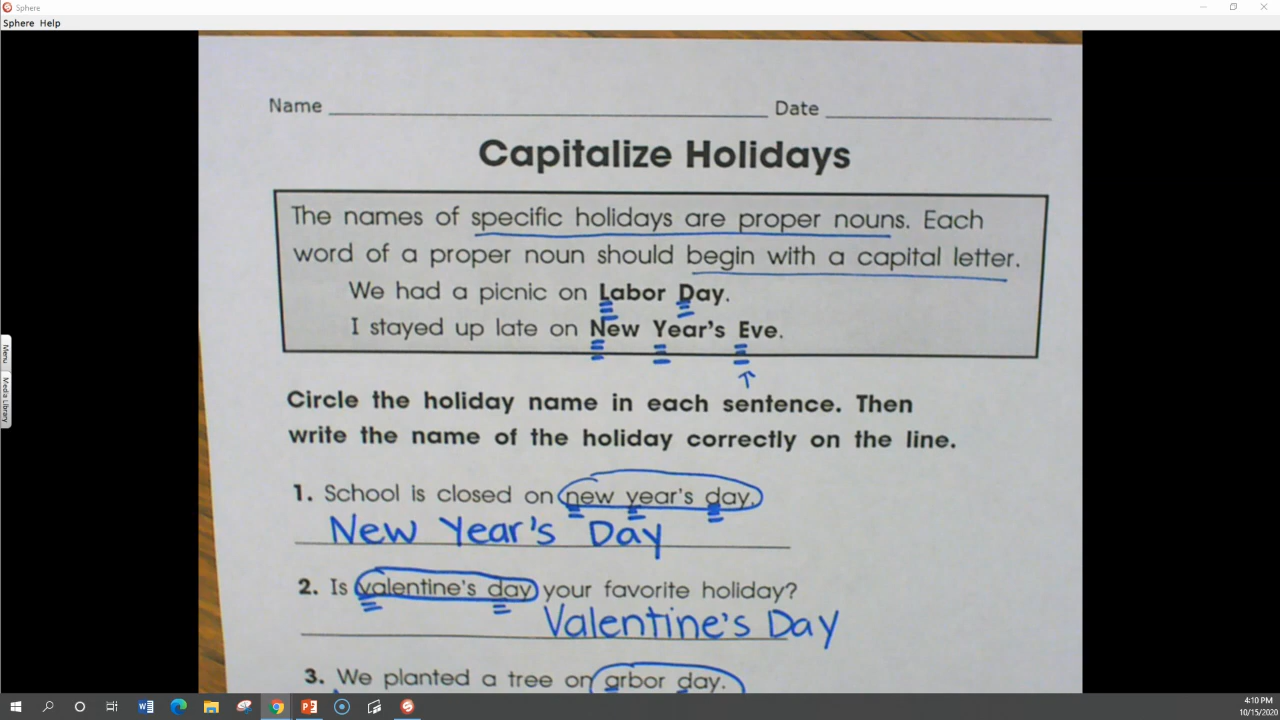 Sphere
Sphere Help
Name Date
Capitalize Holidays
The names of specific holidays are proper nouns. Each
word of a proper noun should begin with a capital letter.
We had a picnic on Labor Day.
I stayed up late on New Year's Eve.
Menu
Media Library
Circle the holiday name in each sentence. Then
write the name of the holiday correctly on the line.
1. School is closed on new year's day.
New Year's Day
2. Is valentine's day your favorite holiday?
Valentine's Day
3. We planted a tree on arbor day.
4:10 PM
10/15/2020